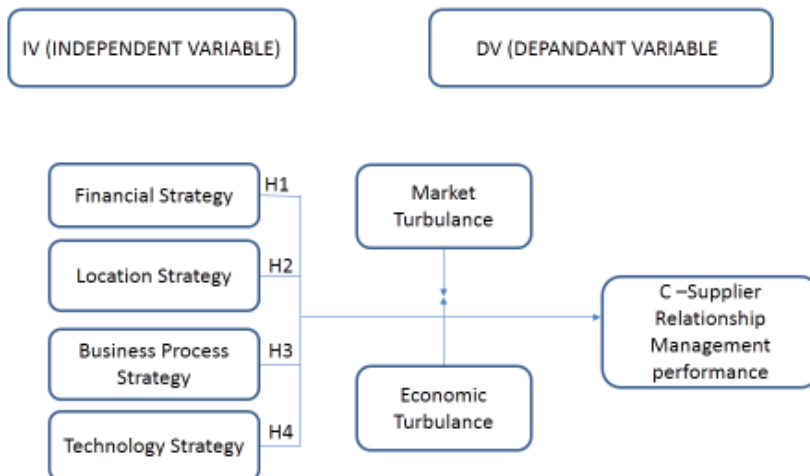 IV (INDEPENDENT VARIABLE)
DV (DEPANDANT VARIABLE
Financial Strategy
H1
Location Strategy
H2
Business Process
Strategy
H3
Technology Strategy
H4
Market
Turbulance
Economic
Turbulance
C –Supplier
Relationship
Management
performance